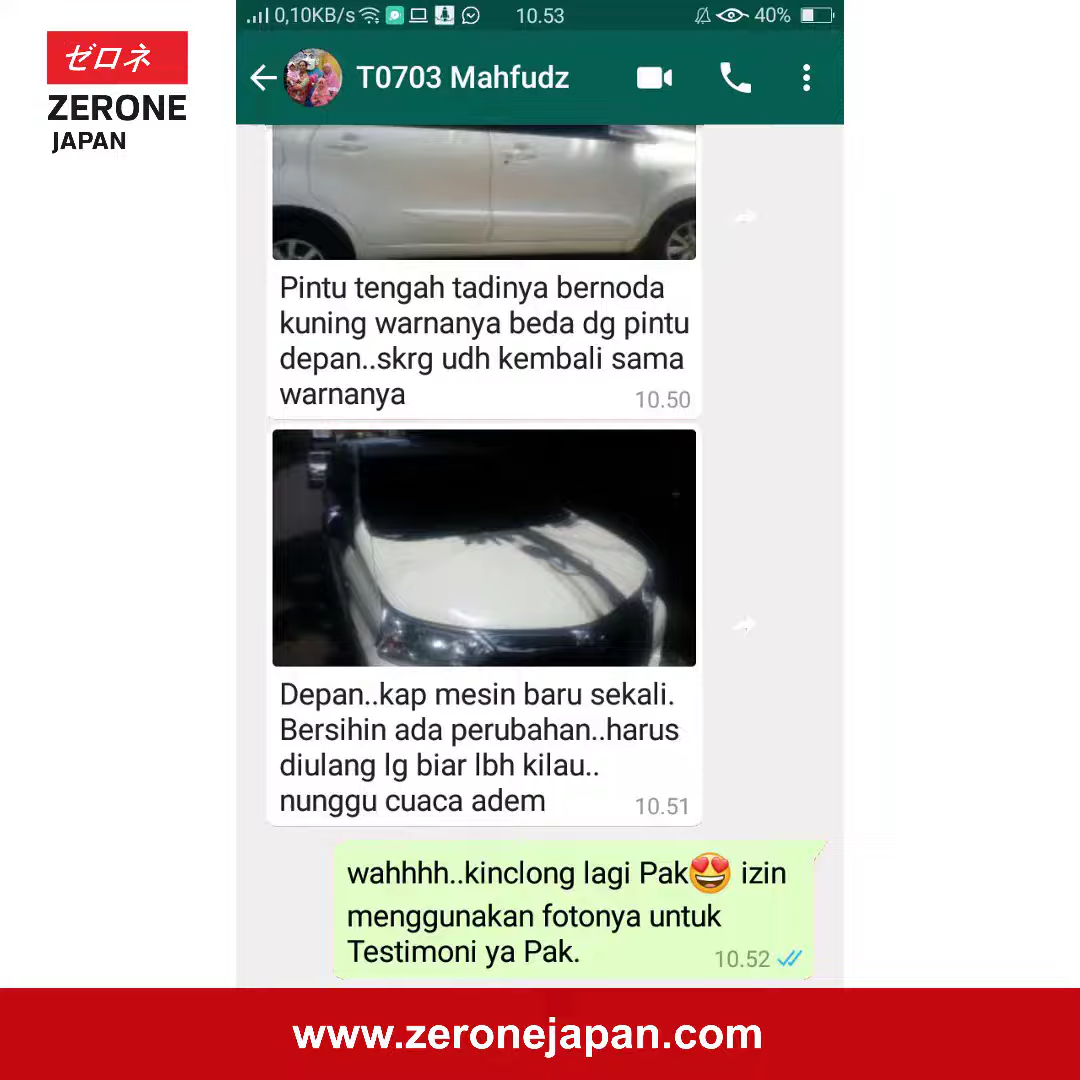 ゼロネ
ZERONE
JAPAN
0,10KB/s
10.53
40%
T0703 Mahfudz
Pintu tengah tadinya bernoda
kuning warnanya beda dg pintu
depan..skrg udh kembali sama
warnanya
10.50
Depan..kap mesin baru sekali.
Bersihin ada perubahan..harus
diulang lg biar lbh kilau..
nunggu cuaca adem
10.51
wahhhh..kinclong lagi Pak😍 izin
menggunakan fotonya untuk
Testimoni ya Pak.
10.52
www.zeronejapan.com